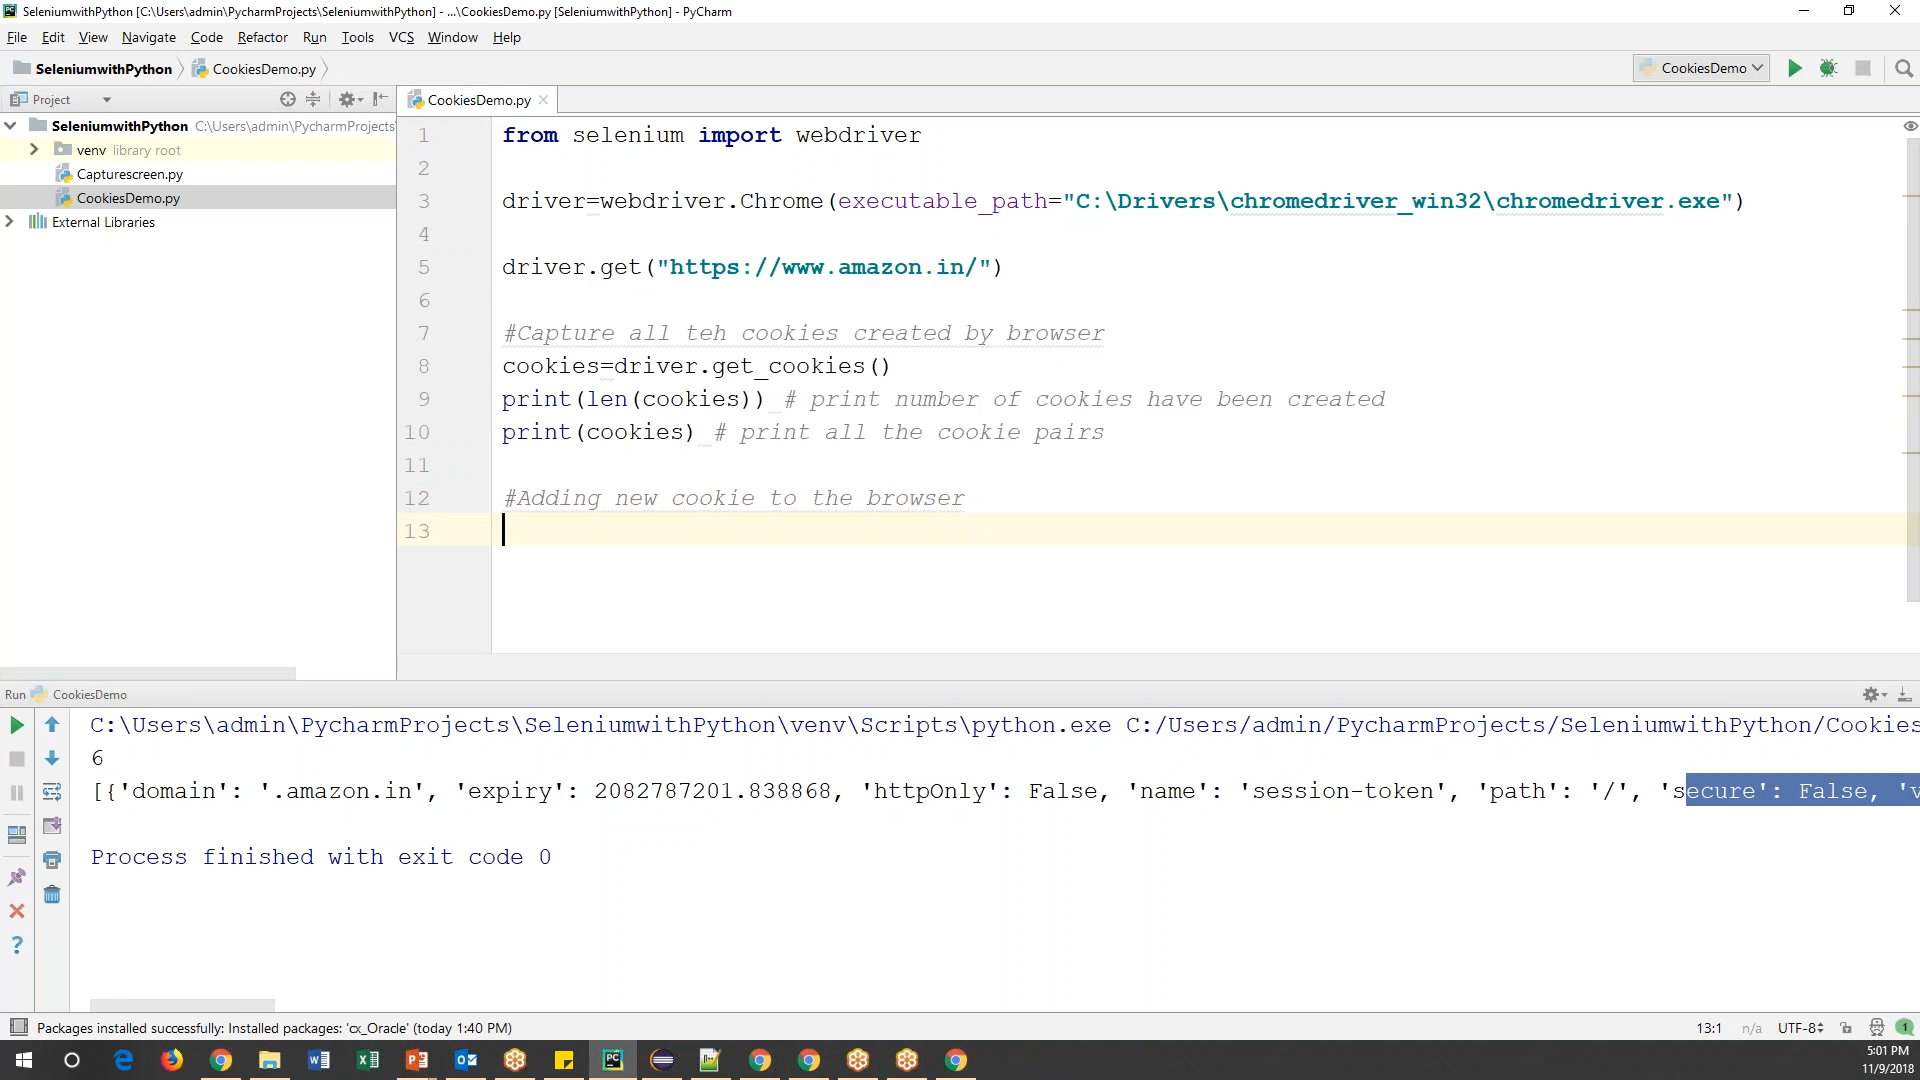 SeleniumwithPython [C:\Users\admin\PycharmProjects\SeleniumwithPython] - ...\CookiesDemo.py [SeleniumwithPython] - PyCharm
File Edit View Navigate Code Refactor Run Tools VCS Window Help
SeleniumwithPython CookiesDemo.py CookiesDemo
Project CookiesDemo.py
SeleniumwithPython C:\Users\admin\PycharmProjects
venv library root
Capturescreen.py
CookiesDemo.py
External Libraries
1 from selenium import webdriver
2
3 driver=webdriver.Chrome(executable_path="C:\Drivers\chromedriver_win32\chromedriver.exe")
4
5 driver.get("https://www.amazon.in/")
6
7 #Capture all teh cookies created by browser
8 cookies=driver.get_cookies()
9 print(len(cookies)) # print number of cookies have been created
10 print(cookies) # print all the cookie pairs
11
12 #Adding new cookie to the browser
13
Run CookiesDemo
C:\Users\admin\PycharmProjects\SeleniumwithPython\venv\Scripts\python.exe C:/Users/admin/PycharmProjects/SeleniumwithPython/Cookies
6
[{'domain': '.amazon.in', 'expiry': 2082787201.838868, 'httpOnly': False, 'name': 'session-token', 'path': '/', 'secure': False, 'v
Process finished with exit code 0
Packages installed successfully: Installed packages: 'cx_Oracle' (today 1:40 PM) 13:1 n/a UTF-8 1
5:01 PM
11/9/2018